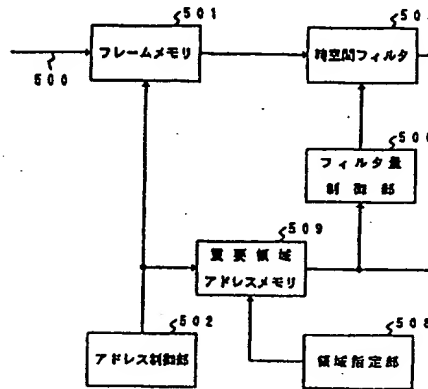 501
フレームメモリ
500
時空間フィルタ
フィルタ量
制御部
509
重要領域
アドレスメモリ
502
アドレス制御部
508
領域指定部